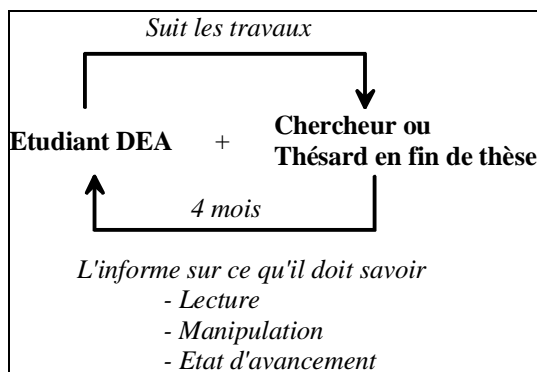 Suit les travaux
Etudiant DEA + Chercheur ou
Thésard en fin de thèse
4 mois
L'informe sur ce qu'il doit savoir
- Lecture
- Manipulation
- Etat d'avancement